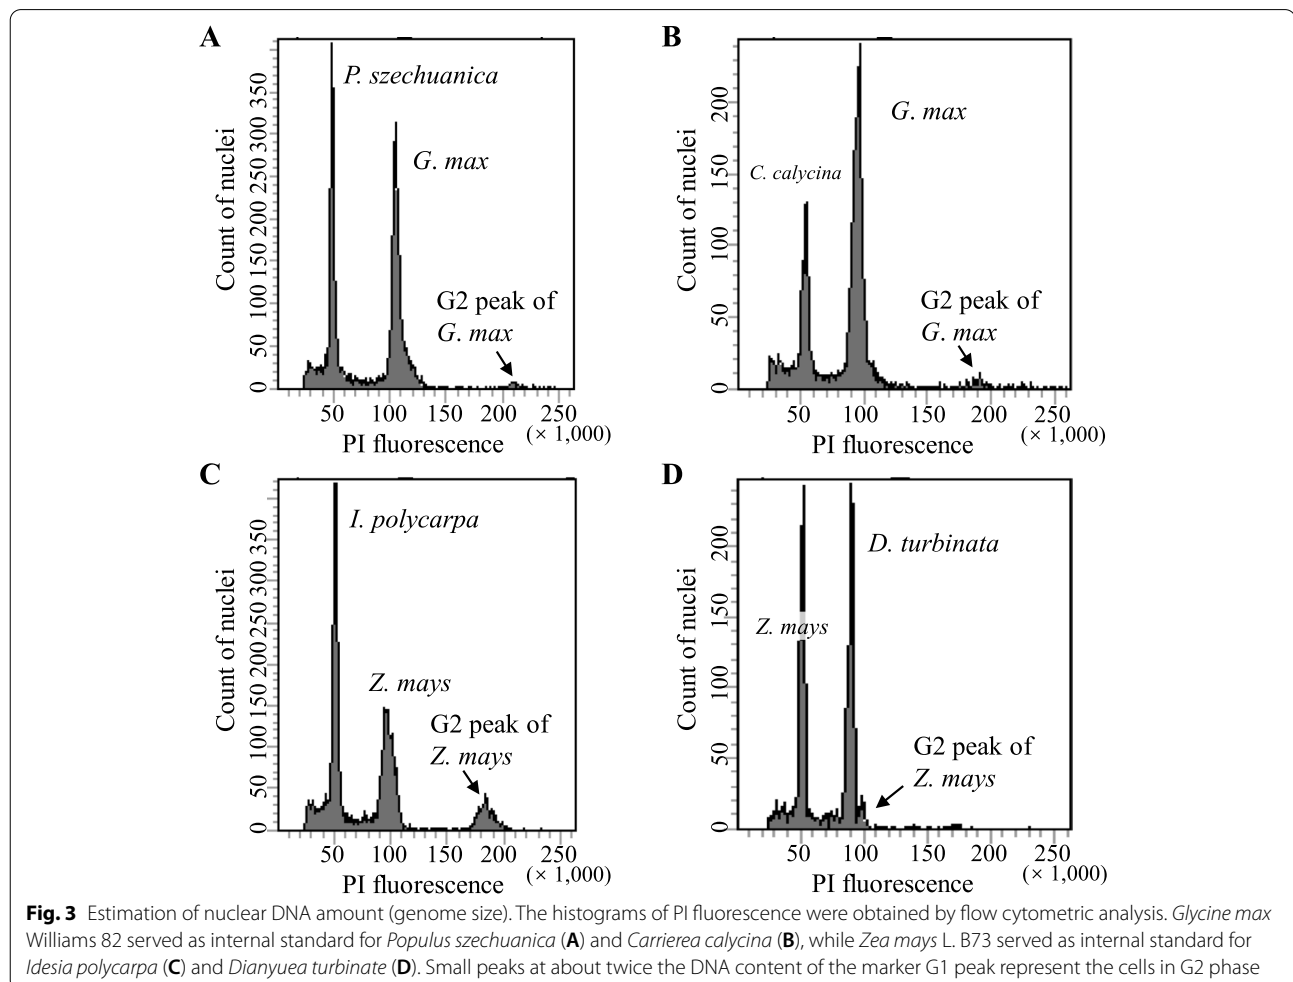 A
P. szechuanica
G. max
G2 peak of
G. max
Count of nuclei
0 50 100 150 200 250 300 350
50 100 150 200 250
(× 1,000)
PI fluorescence
B
G. max
C. calycina
G2 peak of
G. max
Count of nuclei
0 50 100 150 200
50 100 150 200 250
(× 1,000)
PI fluorescence
C
I. polycarpa
Z. mays
G2 peak of
Z. mays
Count of nuclei
0 50 100 150 200 250 300 350
50 100 150 200 250
(× 1,000)
PI fluorescence
D
D. turbinata
Z. mays
G2 peak of
Z. mays
Count of nuclei
0 50 100 150 200
50 100 150 200 250
(× 1,000)
PI fluorescence
Fig. 3 Estimation of nuclear DNA amount (genome size). The histograms of PI fluorescence were obtained by flow cytometric analysis. Glycine max
Williams 82 served as internal standard for Populus szechuanica (A) and Carrierea calycina (B), while Zea mays L. B73 served as internal standard for
Idesia polycarpa (C) and Dianyuea turbinate (D). Small peaks at about twice the DNA content of the marker G1 peak represent the cells in G2 phase